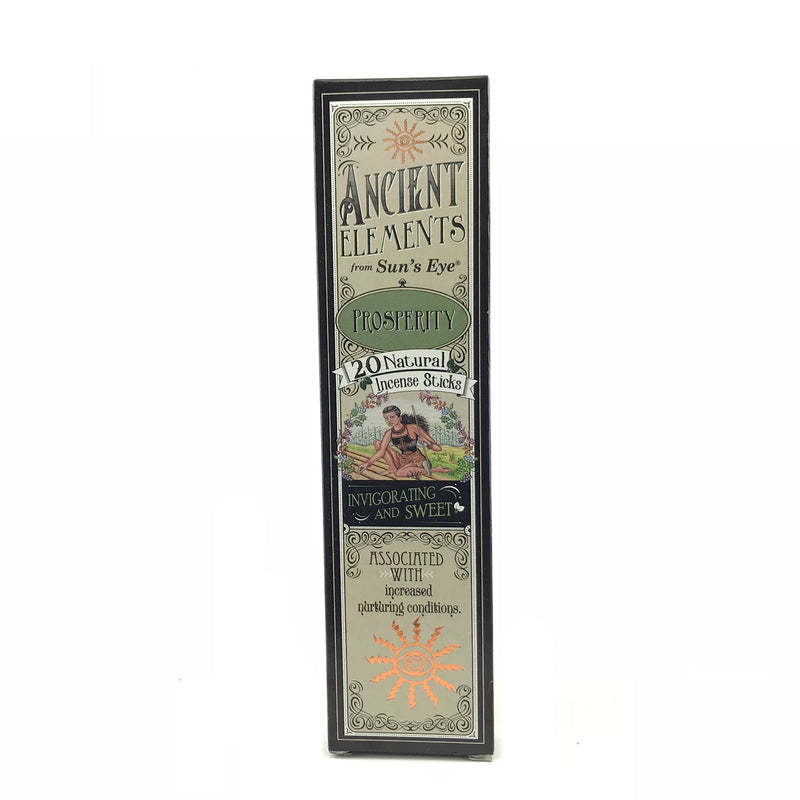 ANCIENT
ELEMENTS
from Sun's Eye®
PROSPERITY
20 Natural
Incense Sticks
INVIGORATING
AND SWEET
ASSOCIATED
WITH
increased
nurturing conditions.